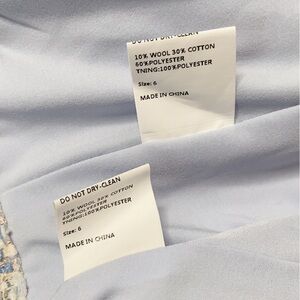 DO NOT DRY-CLEAN
10% WOOL 30% COTTON
60%POLYESTER
TNING:100%POLYESTER
Size: 6
MADE IN CHINA
DO NOT DRY-CLEAN
10% WOOL 30% COTTON
60%POLYESTER
TNING:100%POLYESTER
Size: 6
MADE IN CHINA